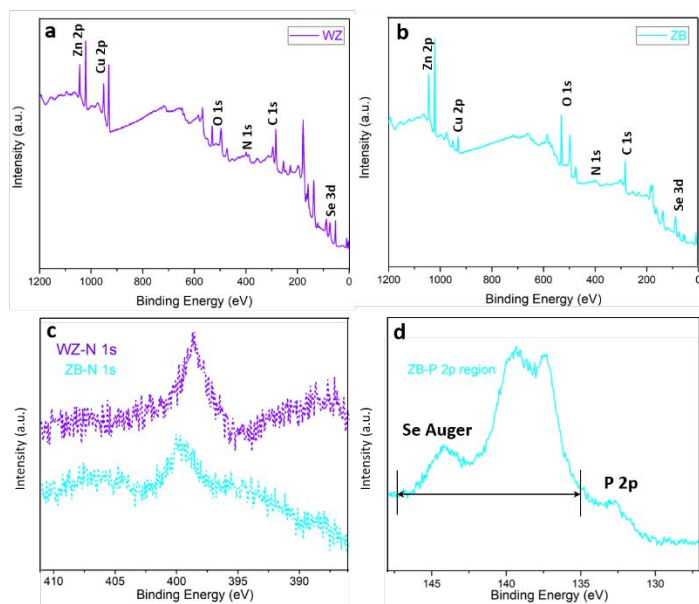 a
WZ
Zn 2p
Cu 2p
O 1s
N 1s
C 1s
Se 3d
Intensity (a.u.)
1200 1000 800 600 400 200 0
Binding Energy (eV)
b
ZB
Zn 2p
Cu 2p
O 1s
N 1s
C 1s
Se 3d
Intensity (a.u.)
1200 1000 800 600 400 200 0
Binding Energy (eV)
c
WZ-N 1s
ZB-N 1s
Intensity (a.u.)
410 405 400 395 390
Binding Energy (eV)
d
ZB-P 2p region
Se Auger
P 2p
Intensity (a.u.)
145 140 135 130
Binding Energy (eV)